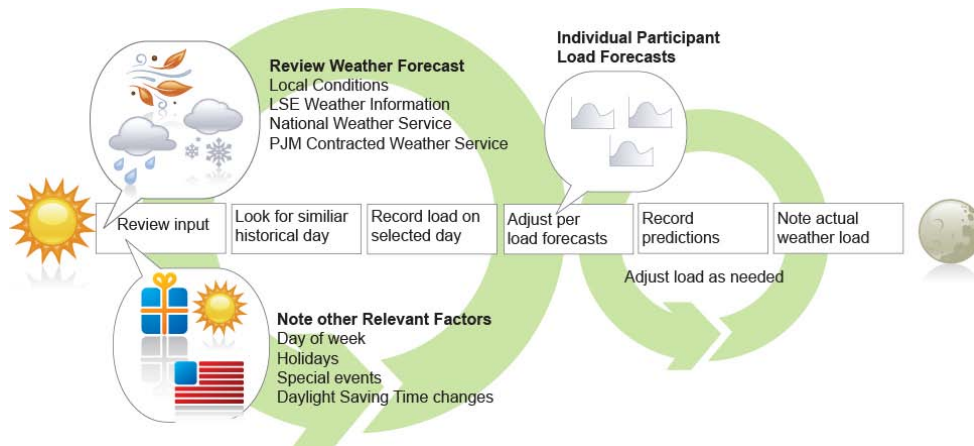 Review Weather Forecast
Local Conditions
LSE Weather Information
National Weather Service
PJM Contracted Weather Service
Individual Participant
Load Forecasts
Review input
Look for similiar
historical day
Record load on
selected day
Adjust per
load forecasts
Record
predictions
Note actual
weather load
Adjust load as needed
Note other Relevant Factors
Day of week
Holidays
Special events
Daylight Saving Time changes